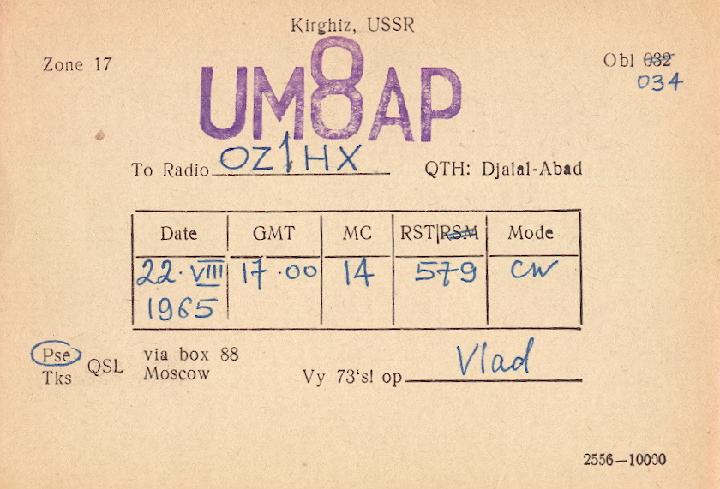 Kirghiz, USSR
Zone 17
UM8AP
Obl 032
034
To Radio OZ1HX QTH: Djalal-Abad
Date GMT MC RST|RSM Mode
22.VIII 17.00 14 579 CW
1965
Pse Tks QSL via box 88 Moscow
Vy 73's! op Vlad
2556—10000